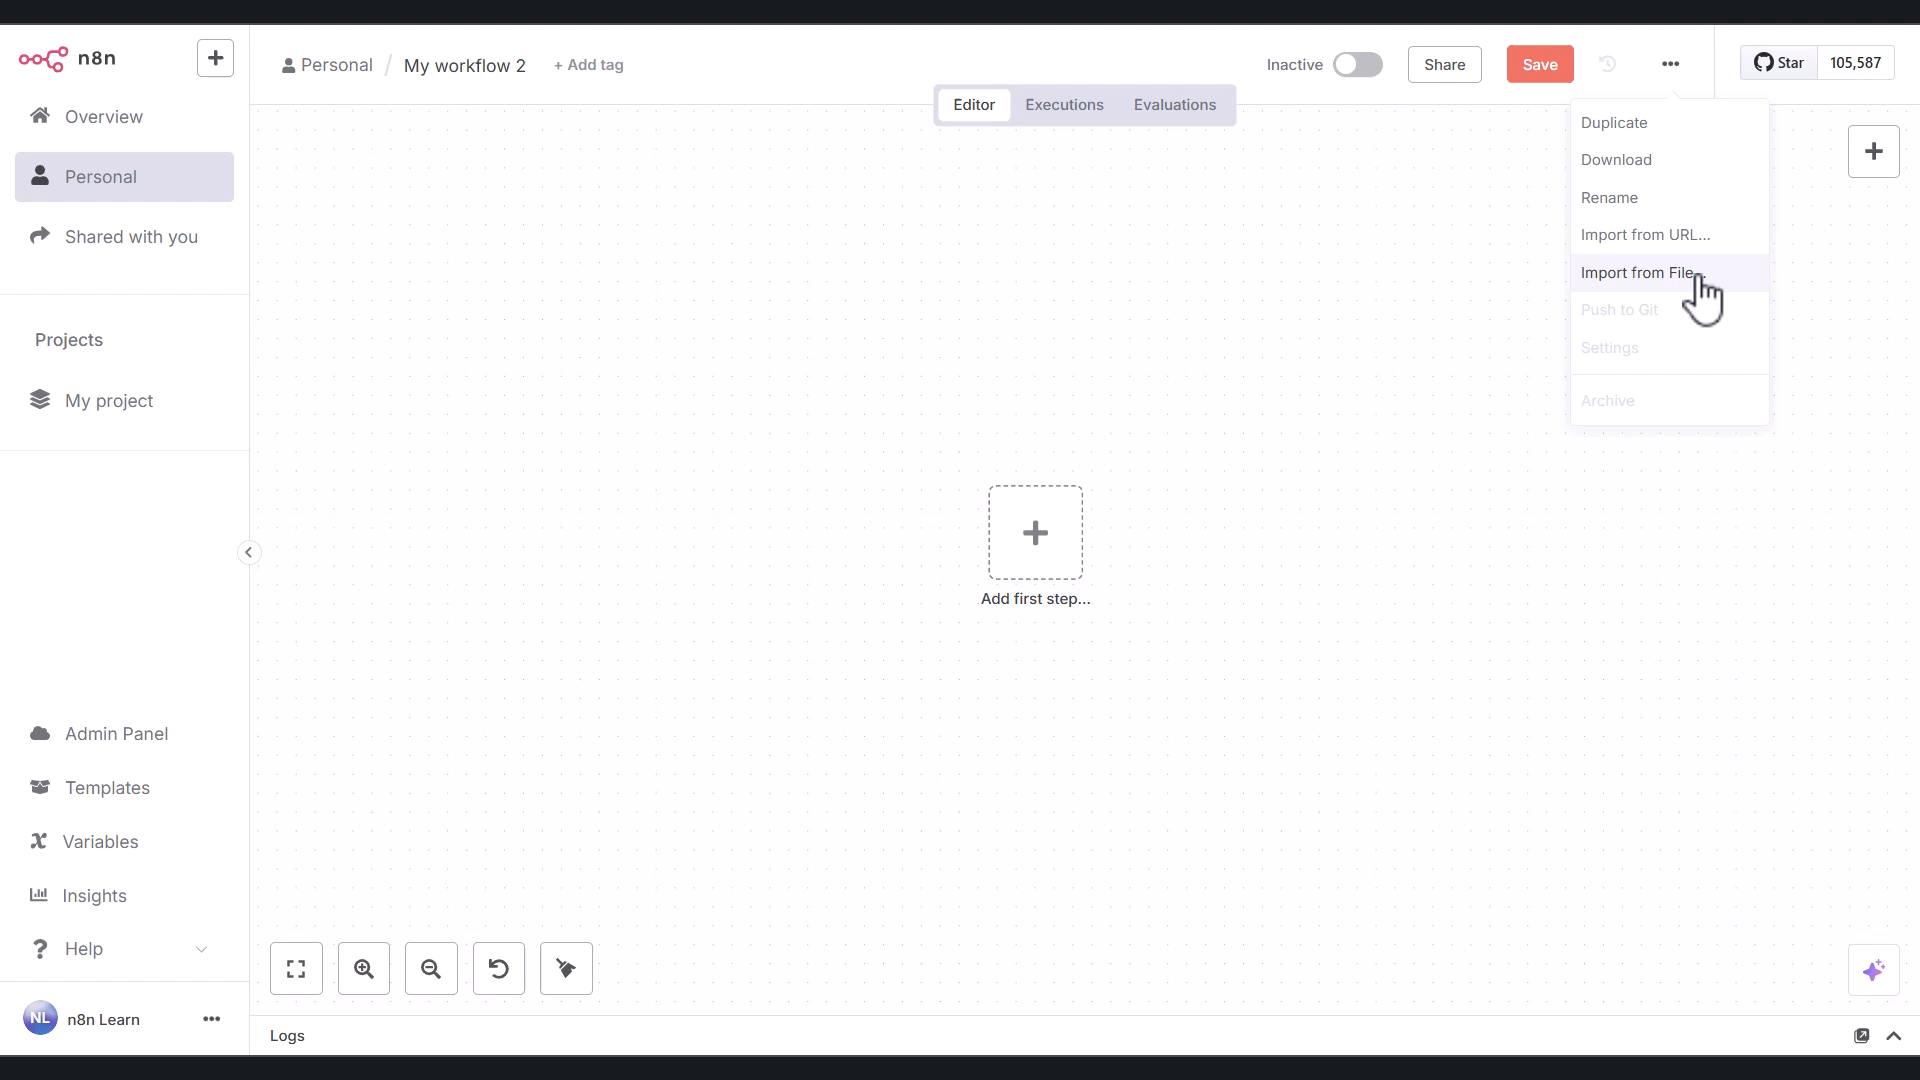 n8n
Personal / My workflow 2 + Add tag
Inactive
Share
Save
Star 105,587
Editor Executions Evaluations
Overview
Personal
Shared with you
Projects
My project
Duplicate
Download
Rename
Import from URL...
Import from File...
Push to Git
Settings
Archive
Add first step...
Admin Panel
Templates
Variables
Insights
Help
NL n8n Learn
Logs